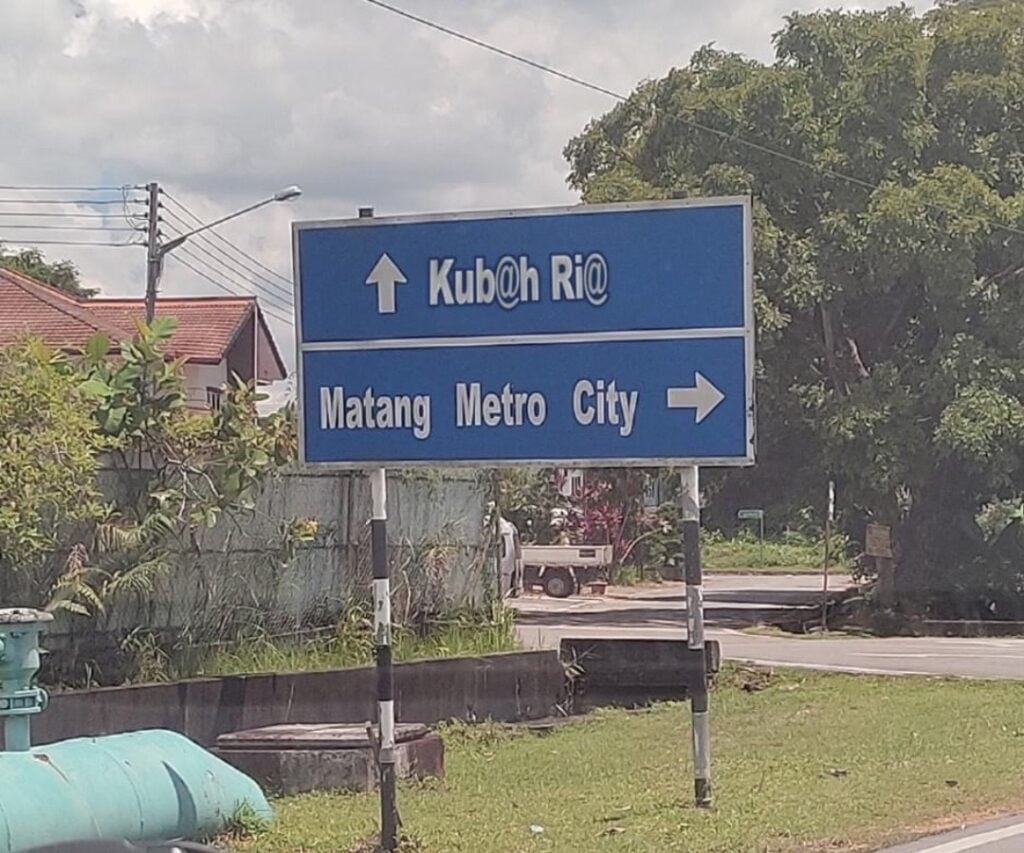 Kub@h Ri@
Matang Metro City